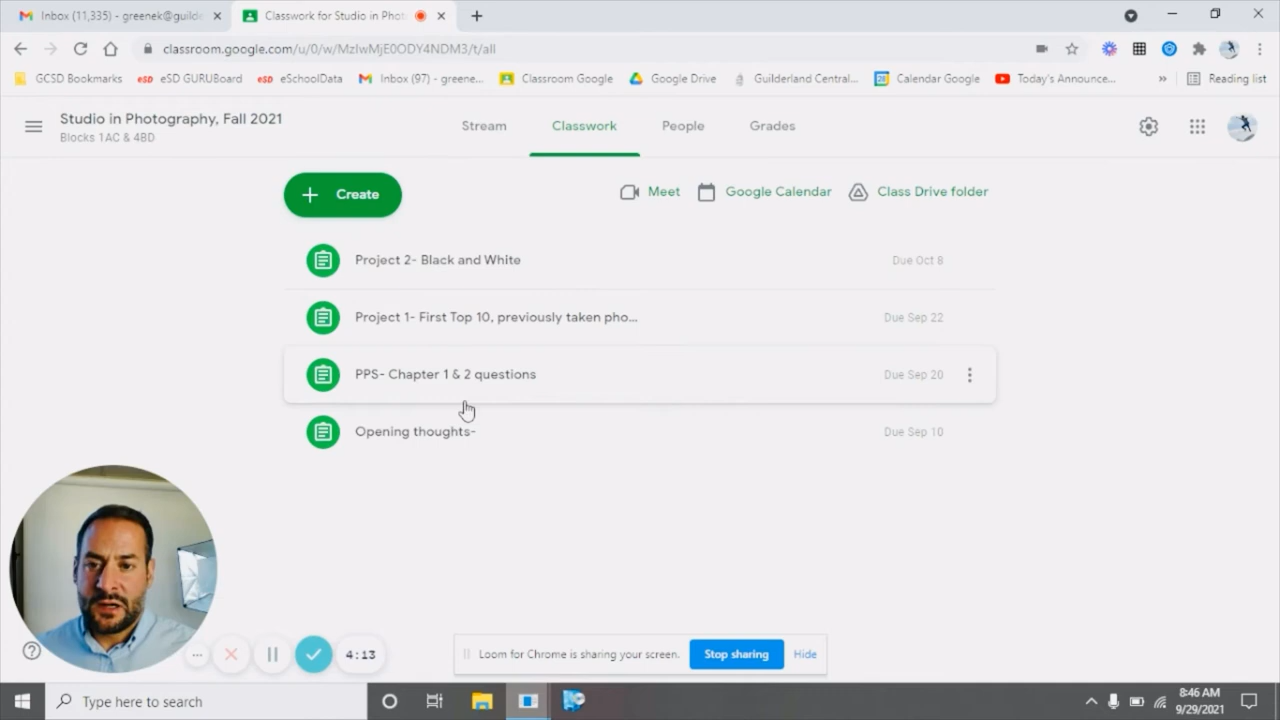 Inbox (11,335) - greenek@guilde
Classwork for Studio in Photo
classroom.google.com/u/0/w/MzIwMjE0ODY4NDM3/t/all
GCSD Bookmarks
esD eSD GURUBoard
esD eSchoolData
Inbox (97) - greene...
Classroom Google
Google Drive
Guilderland Central...
Calendar Google
Today's Announce...
»
Reading list
Studio in Photography, Fall 2021
Blocks 1AC & 4BD
Stream
Classwork
People
Grades
+ Create
Meet
Google Calendar
Class Drive folder
Project 2- Black and White
Due Oct 8
Project 1- First Top 10, previously taken pho...
Due Sep 22
PPS- Chapter 1 & 2 questions
Due Sep 20
Opening thoughts-
Due Sep 10
4:13
Loom for Chrome is sharing your screen.
Stop sharing
Hide
Type here to search
8:46 AM
9/29/2021